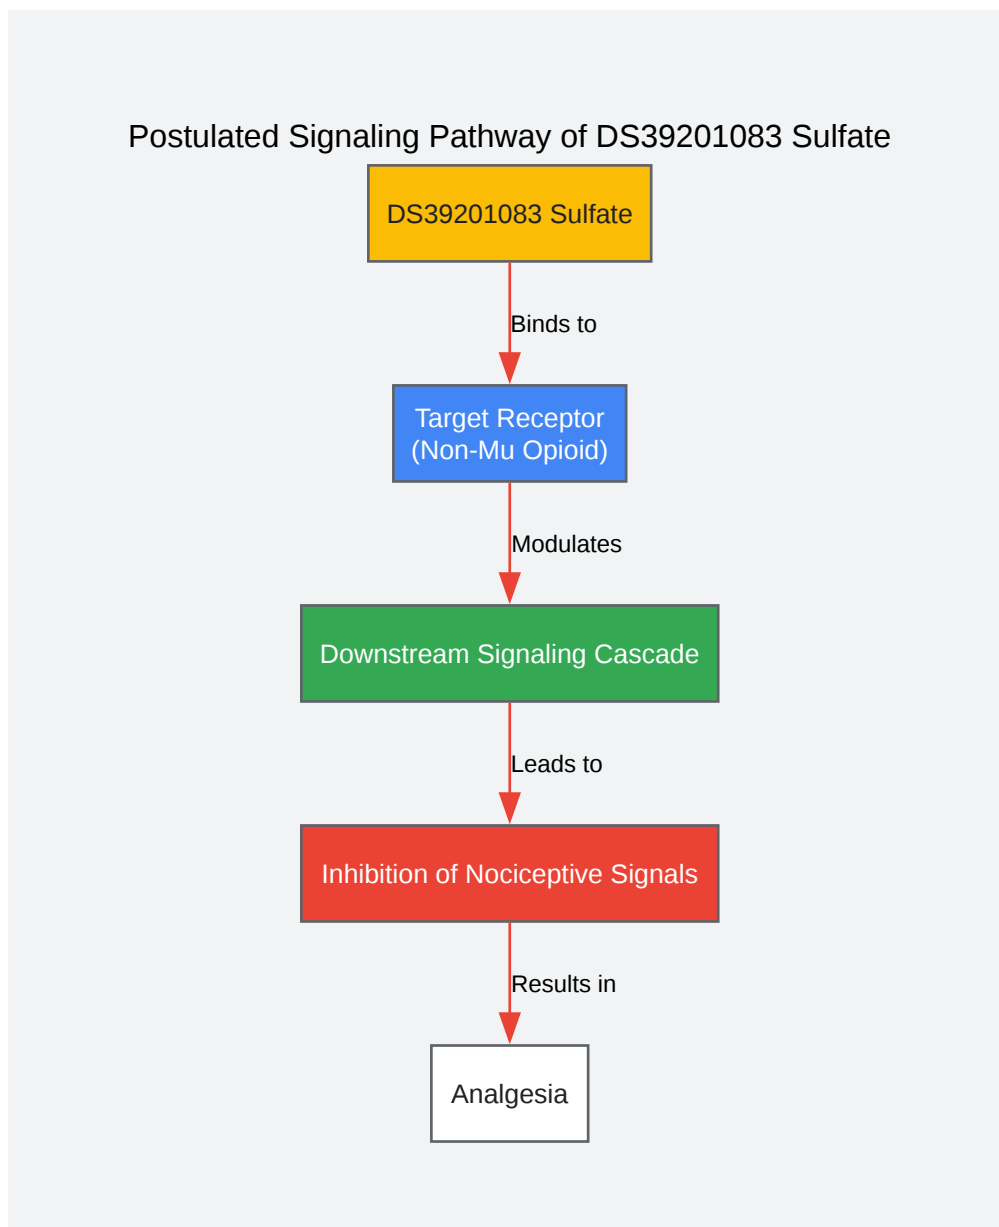 Postulated Signaling Pathway of DS39201083 Sulfate
DS39201083 Sulfate
Binds to
Target Receptor
(Non-Mu Opioid)
Modulates
Downstream Signaling Cascade
Leads to
Inhibition of Nociceptive Signals
Results in
Analgesia